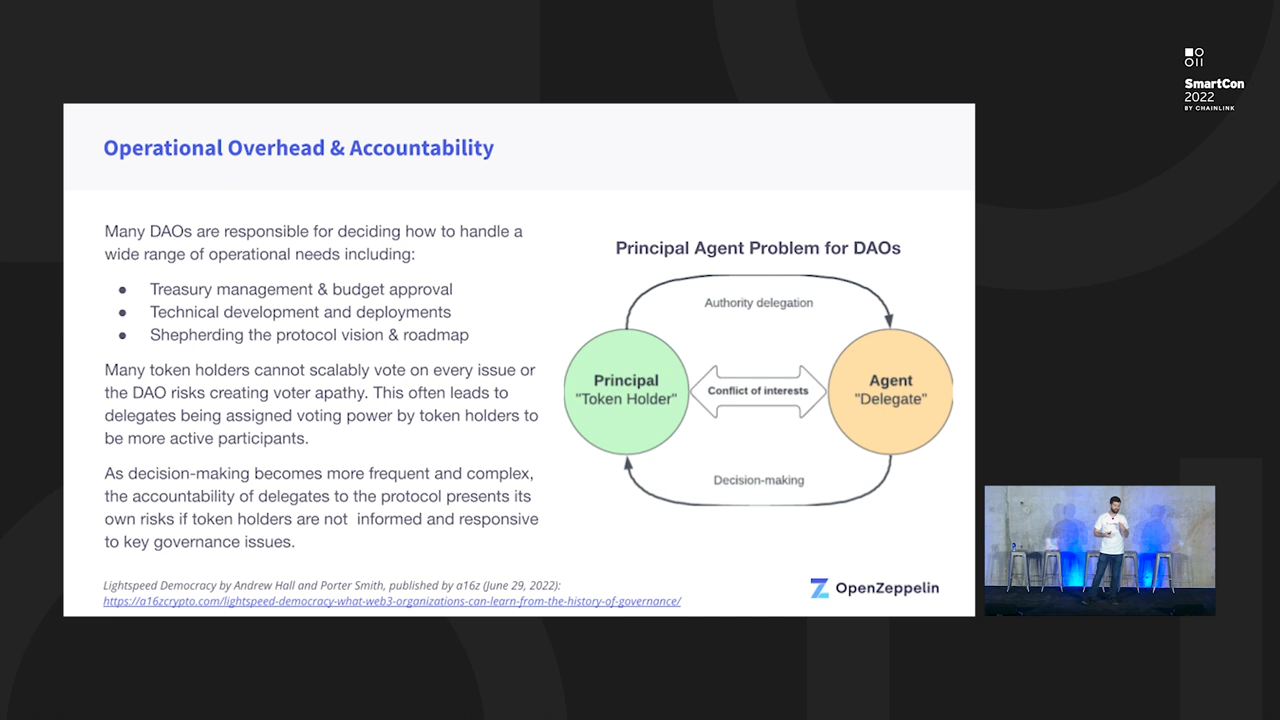 SmartCon
2022
BY CHAINLINK
Operational Overhead & Accountability
Many DAOs are responsible for deciding how to handle a
wide range of operational needs including:
● Treasury management & budget approval
● Technical development and deployments
● Shepherding the protocol vision & roadmap
Many token holders cannot scalably vote on every issue or
the DAO risks creating voter apathy. This often leads to
delegates being assigned voting power by token holders to
be more active participants.
As decision-making becomes more frequent and complex,
the accountability of delegates to the protocol presents its
own risks if token holders are not  informed and responsive
to key governance issues.
Principal Agent Problem for DAOs
Authority delegation
Principal
"Token Holder"
Conflict of interests
Agent
"Delegate"
Decision-making
Lightspeed Democracy by Andrew Hall and Porter Smith, published by a16z (June 29, 2022):
https://a16zcrypto.com/lightspeed-democracy-what-web3-organizations-can-learn-from-the-history-of-governance/
OpenZeppelin